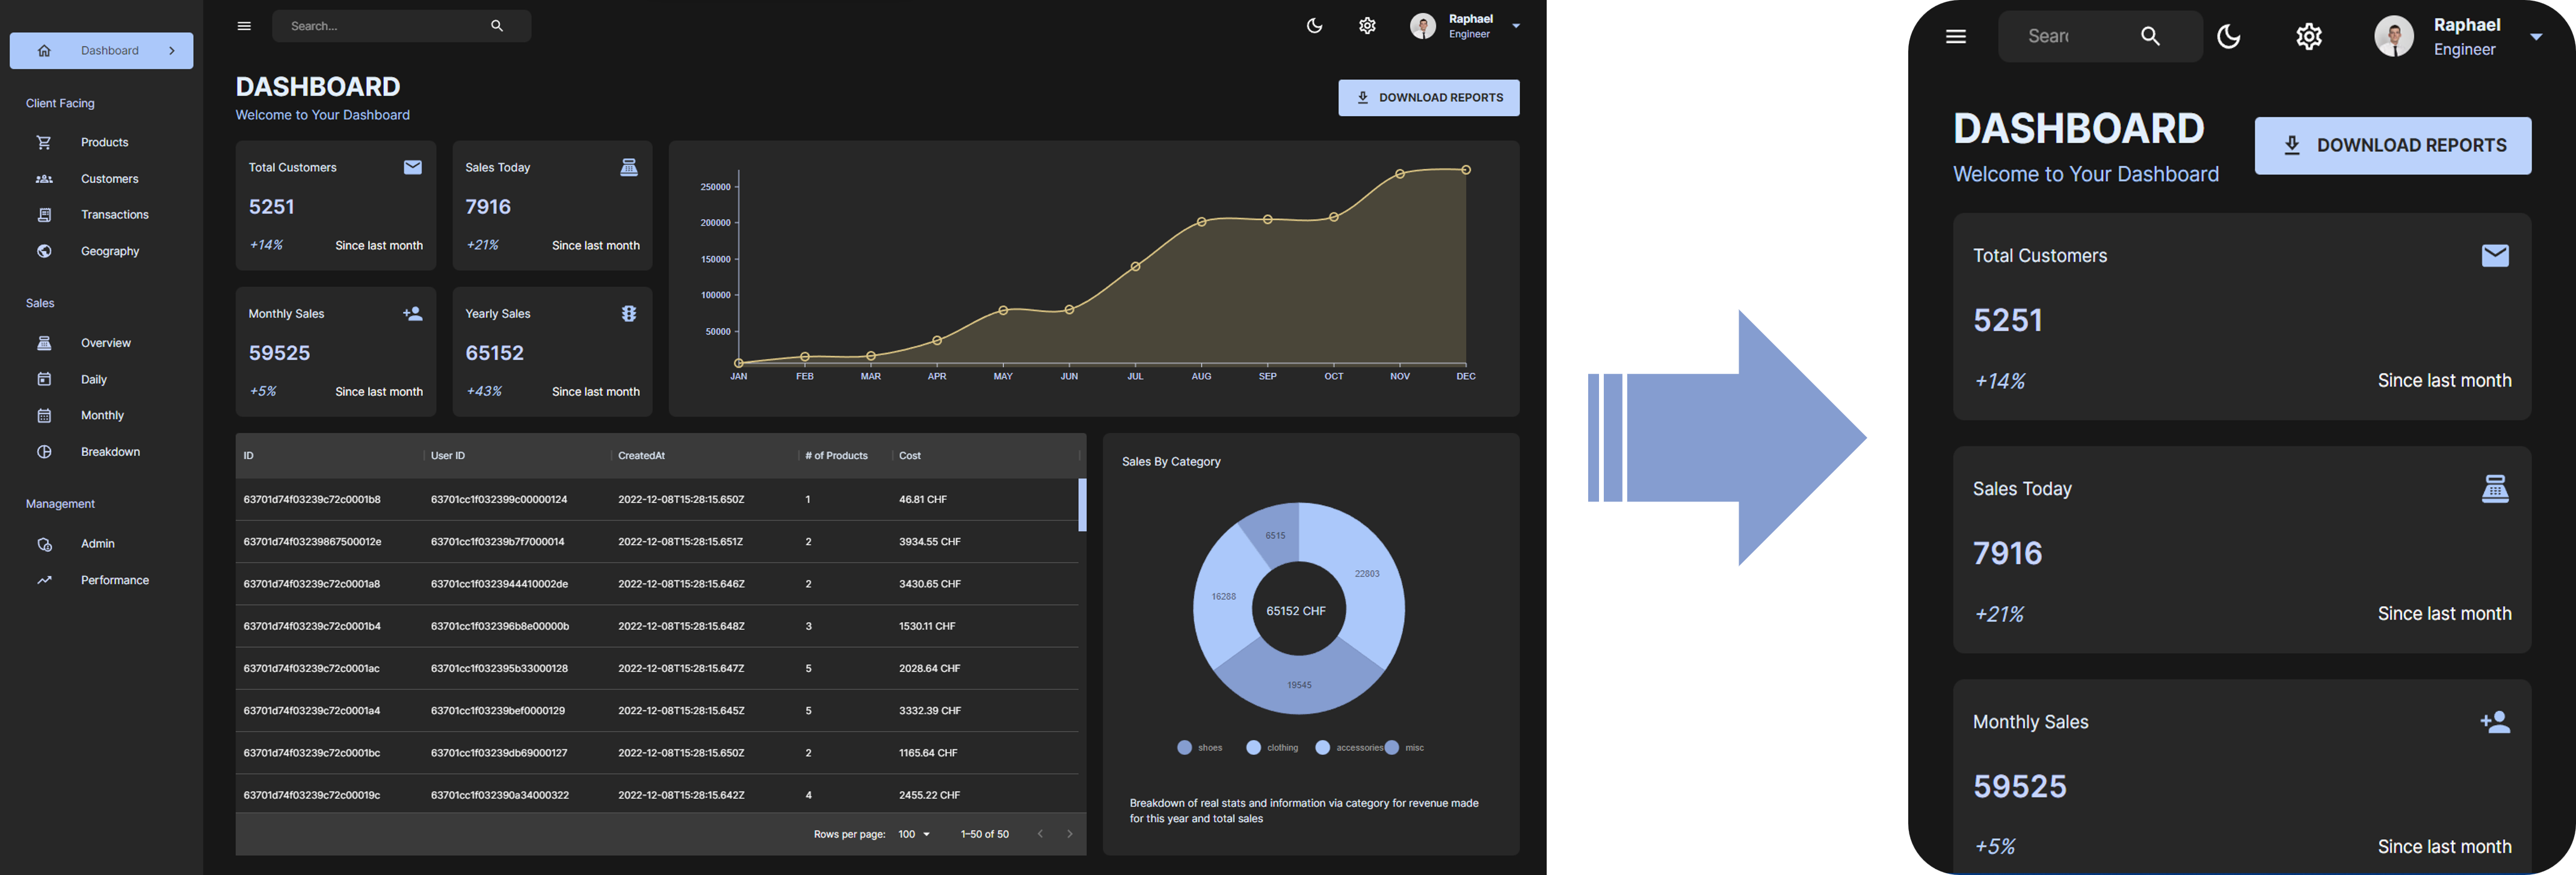 Dashboard
Client Facing
Products
Customers
Transactions
Geography
Sales
Overview
Daily
Monthly
Breakdown
Management
Admin
Performance
Search...
Raphael
Engineer
DASHBOARD
Welcome to Your Dashboard
DOWNLOAD REPORTS
Total Customers
5251
+14% Since last month
Sales Today
7916
+21% Since last month
Monthly Sales
59525
+5% Since last month
Yearly Sales
65152
+43% Since last month
250000
200000
150000
100000
50000
JAN FEB MAR APR MAY JUN JUL AUG SEP OCT NOV DEC
ID User ID CreatedAt # of Products Cost
63701d74f03239c72c0001b8 63701cc1f032399c00000124 2022-12-08T15:28:15.650Z 1 46.81 CHF
63701d74f03239867500012e 63701cc1f03239b7f7000014 2022-12-08T15:28:15.651Z 2 3934.55 CHF
63701d74f03239c72c0001a8 63701cc1f0323944410002de 2022-12-08T15:28:15.646Z 2 3430.65 CHF
63701d74f03239c72c0001b4 63701cc1f032396b8e00000b 2022-12-08T15:28:15.648Z 3 1530.11 CHF
63701d74f03239c72c0001ac 63701cc1f032395b33000128 2022-12-08T15:28:15.647Z 5 2028.64 CHF
63701d74f03239c72c0001a4 63701cc1f03239bef0000129 2022-12-08T15:28:15.645Z 5 3332.39 CHF
63701d74f03239c72c0001bc 63701cc1f03239db69000127 2022-12-08T15:28:15.650Z 2 1165.64 CHF
63701d74f03239c72c00019c 63701cc1f032390a34000322 2022-12-08T15:28:15.642Z 4 2455.22 CHF
Rows per page: 100 1–50 of 50
Sales By Category
6515
22803
16288
65152 CHF
19545
shoes clothing accessories misc
Breakdown of real stats and information via category for revenue made
for this year and total sales
Sear
Raphael
Engineer
DASHBOARD
Welcome to Your Dashboard
DOWNLOAD REPORTS
Total Customers
5251
+14% Since last month
Sales Today
7916
+21% Since last month
Monthly Sales
59525
+5% Since last month